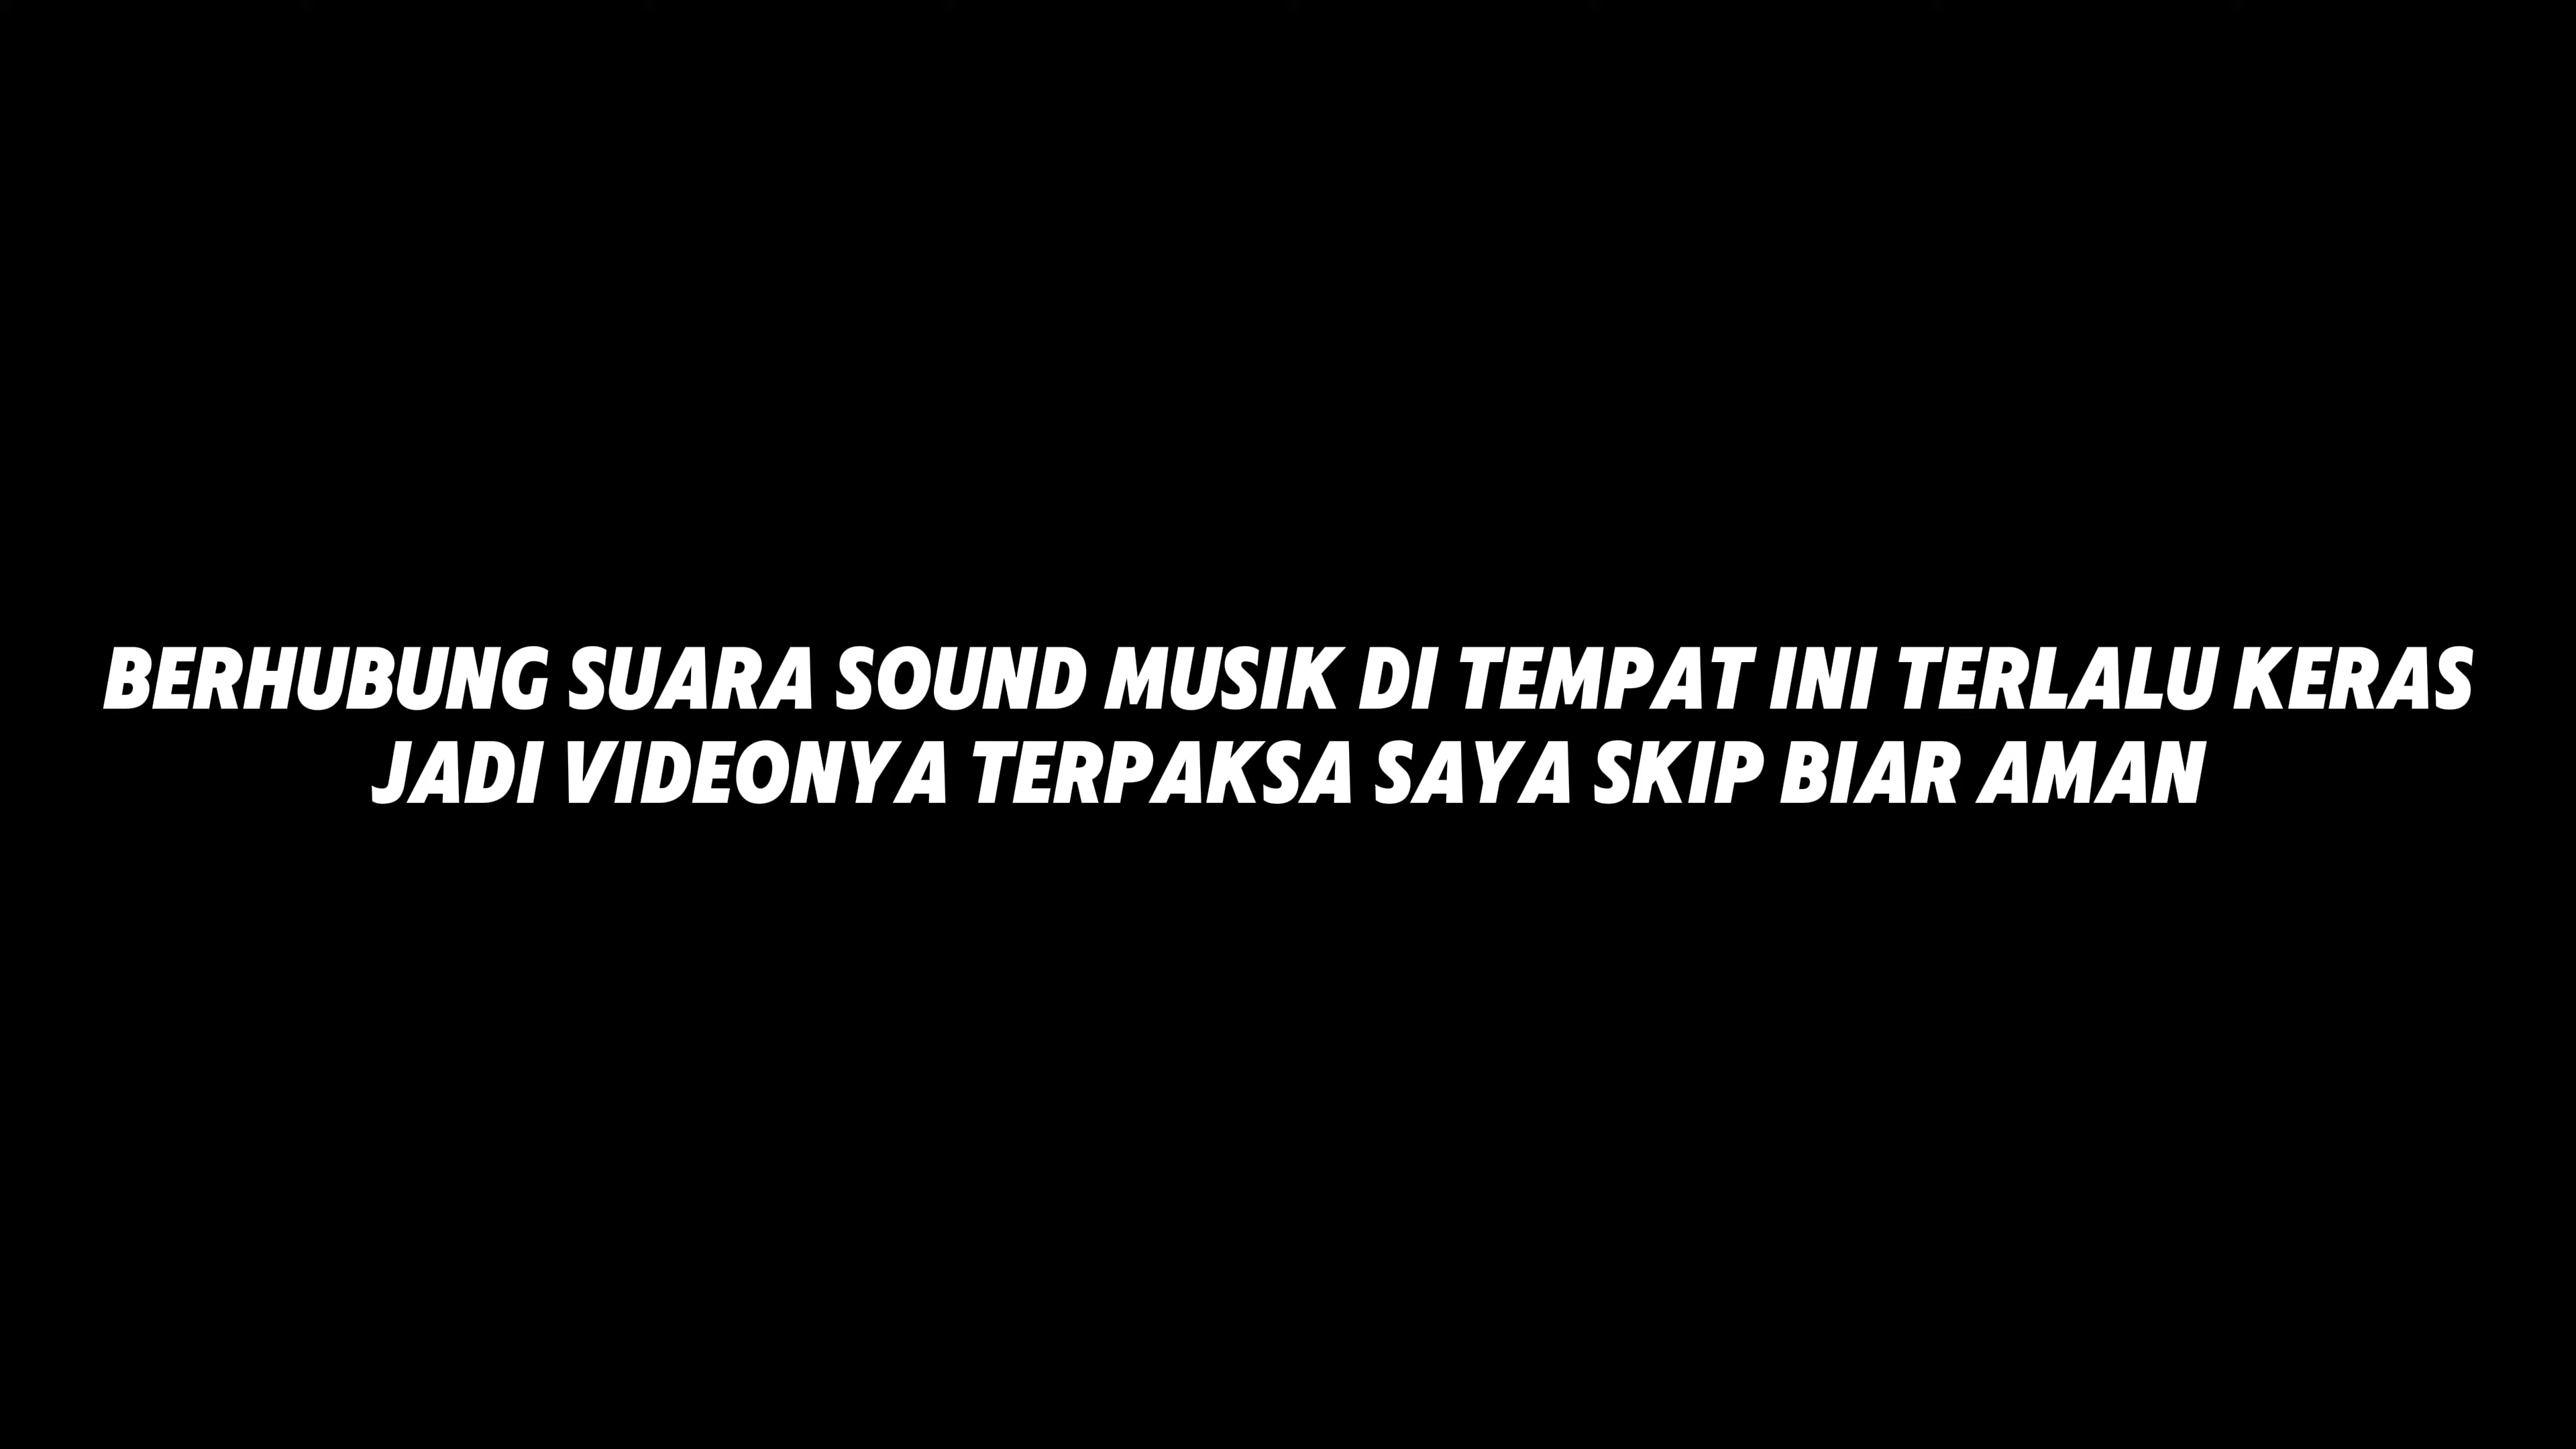 BERHUBUNG SUARA SOUND MUSIK DI TEMPAT INI TERLALU KERAS
JADI VIDEONYA TERPAKSA SAYA SKIP BIAR AMAN